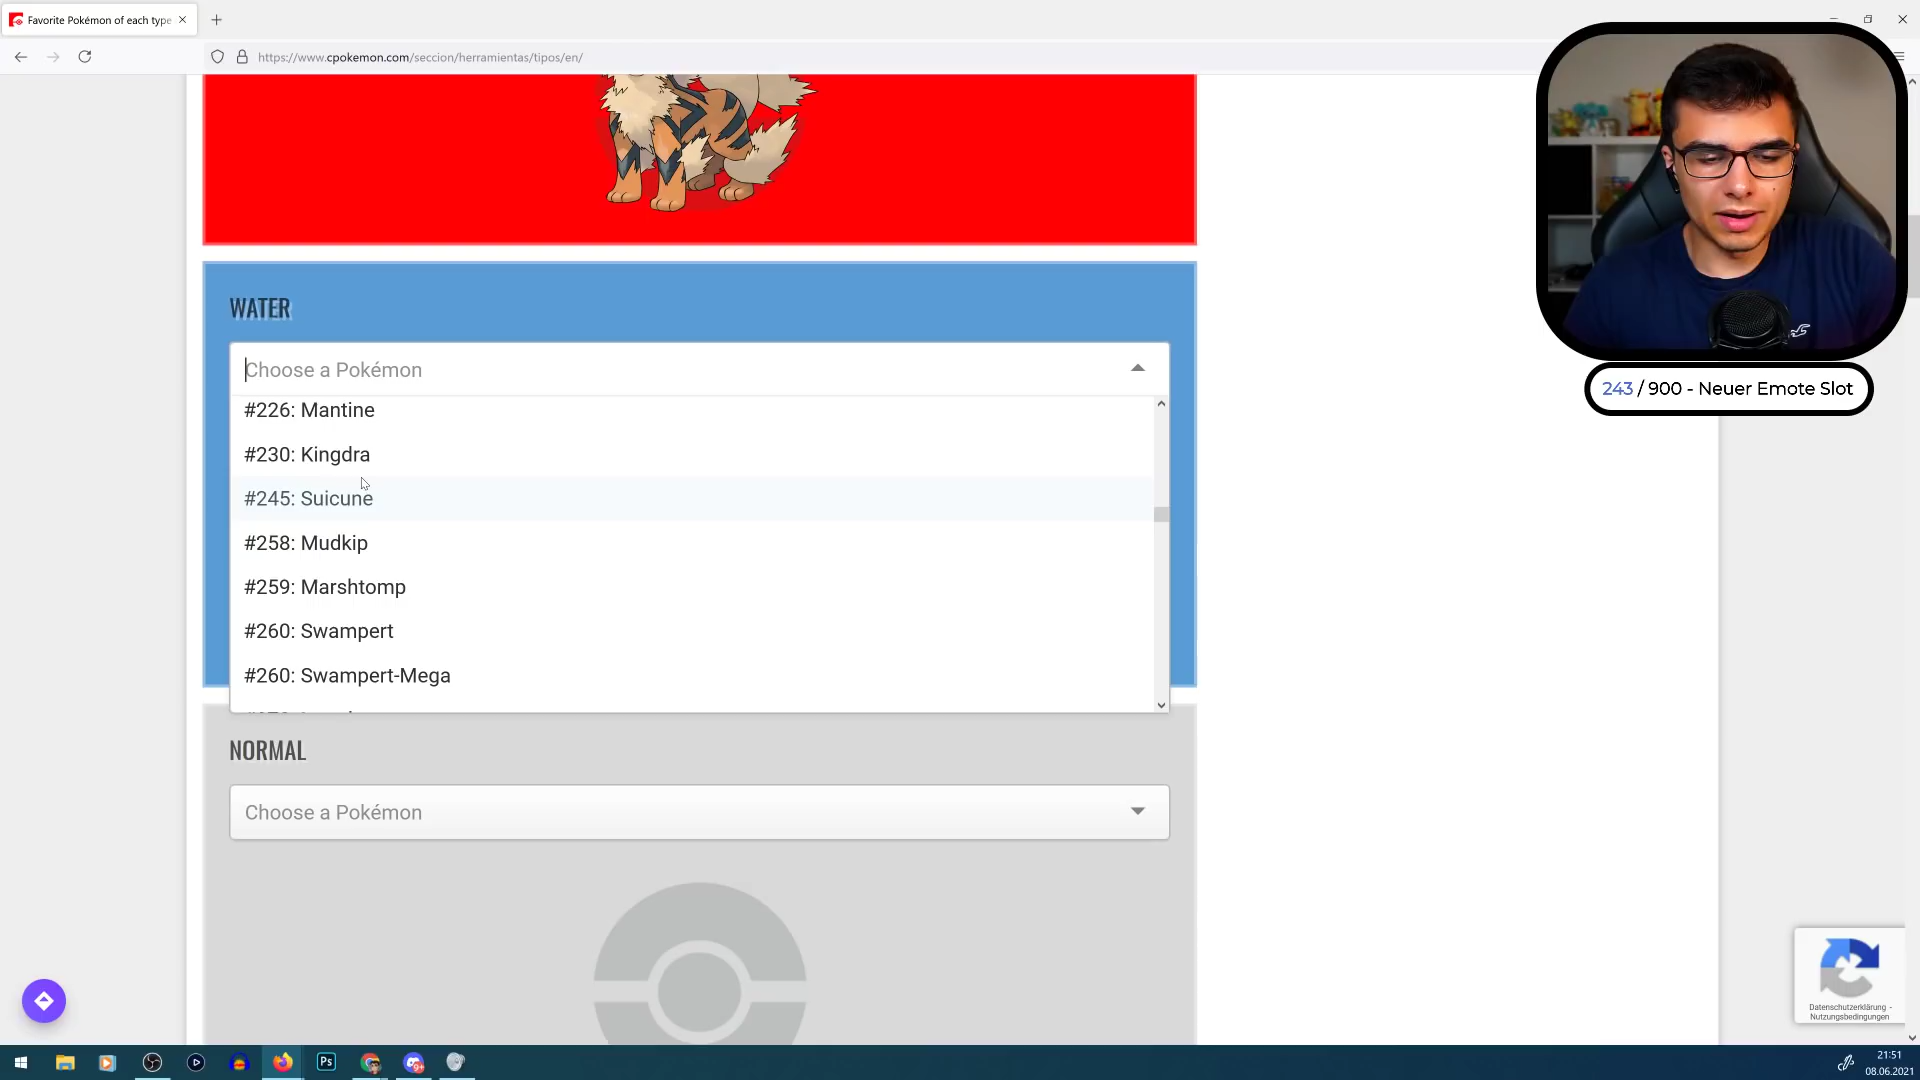 Favorite Pokémon of each type
https://www.cpokemon.com/seccion/herramientas/tipos/en/
243 / 900 - Neuer Emote Slot
WATER
Choose a Pokémon
#226: Mantine
#230: Kingdra
#245: Suicune
#258: Mudkip
#259: Marshtomp
#260: Swampert
#260: Swampert-Mega
NORMAL
Choose a Pokémon
Datenschutzerklärung -
Nutzungsbedingungen
Ps
9+
21:51
08.06.2021